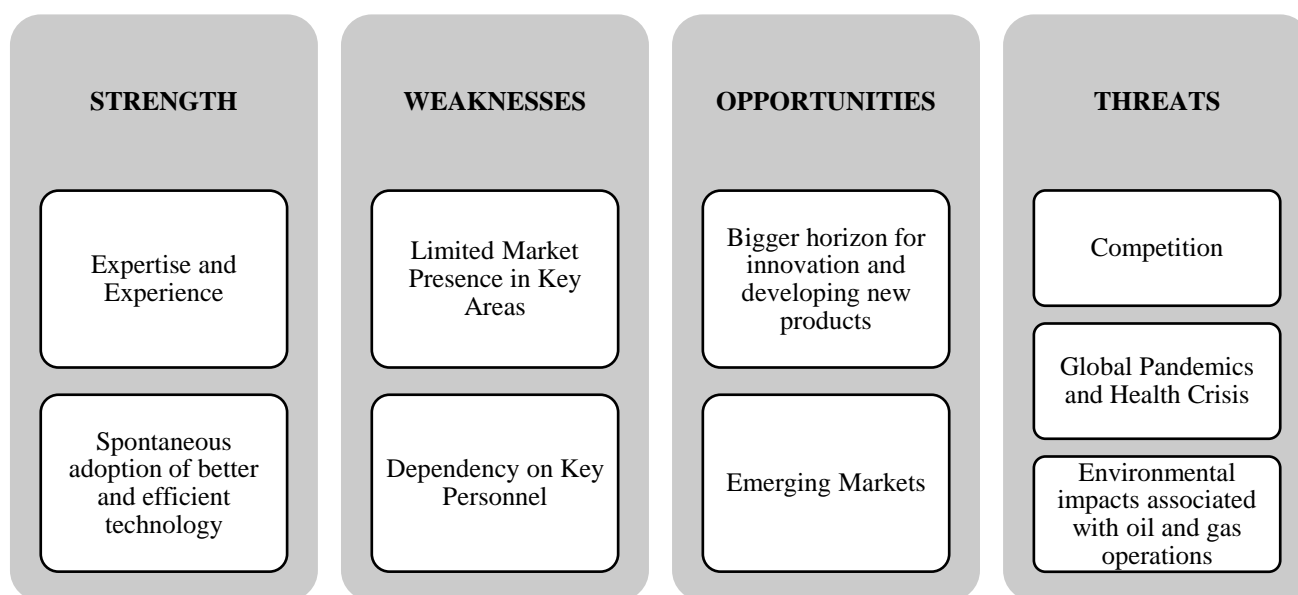 STRENGTH
Expertise and
Experience
Spontaneous
adoption of better
and efficient
technology
WEAKNESSES
Limited Market
Presence in Key
Areas
Dependency on Key
Personnel
OPPORTUNITIES
Bigger horizon for
innovation and
developing new
products
Emerging Markets
THREATS
Competition
Global Pandemics
and Health Crisis
Environmental
impacts associated
with oil and gas
operations